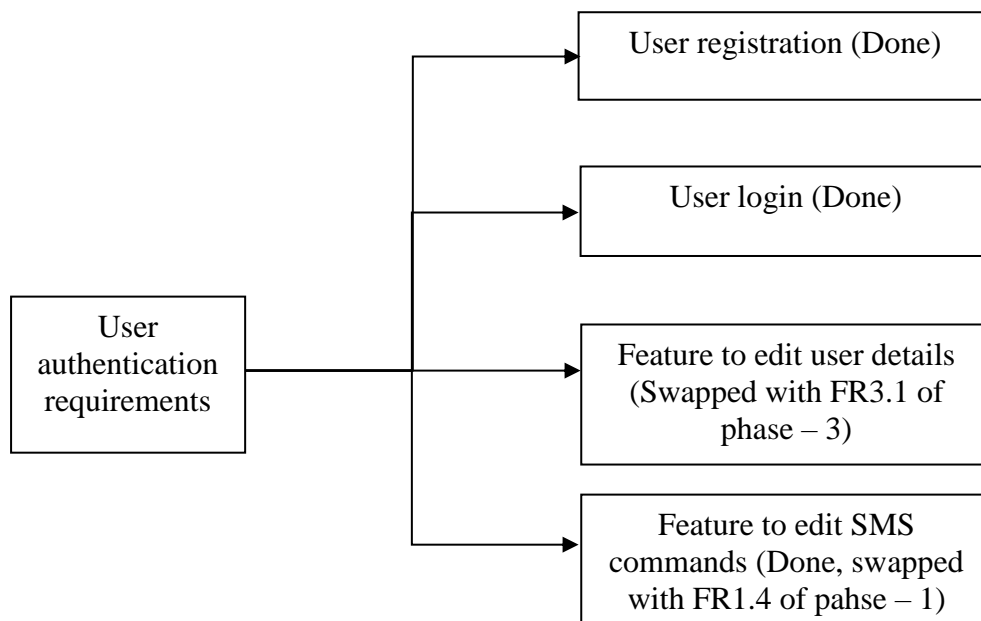 User registration (Done)
User login (Done)
User
authentication
requirements
Feature to edit user details
(Swapped with FR3.1 of
phase – 3)
Feature to edit SMS
commands (Done, swapped
with FR1.4 of pahse – 1)